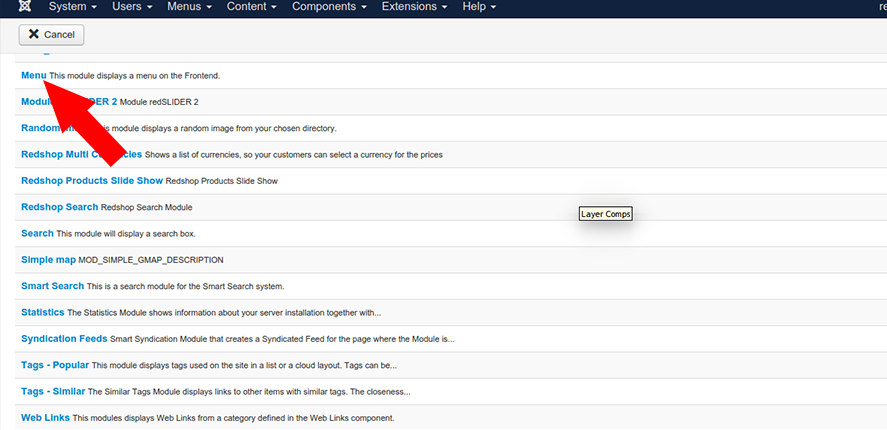 System Users Menus Content Components Extensions Help re
Cancel
Menu This module displays a menu on the Frontend.
ER 2 Module redSLIDER 2
module displays a random image from your chosen directory.
Redshop Multi Shows a list of currencies, so your customers can select a currency for the prices
Redshop Products Slide Show Redshop Products Slide Show
Redshop Search Redshop Search Module
Layer Comps
Search This module will display a search box.
Simple map MOD_SIMPLE_GMAP_DESCRIPTION
Smart Search This is a search module for the Smart Search system.
Statistics The Statistics Module shows information about your server installation together with...
Syndication Feeds Smart Syndication Module that creates a Syndicated Feed for the page where the Module is...
Tags - Popular This module displays tags used on the site in a list or a cloud layout. Tags can be...
Tags - Similar The Similar Tags Module displays links to other items with similar tags. The closeness...
Web Links This modules displays Web Links from a category defined in the Web Links component.